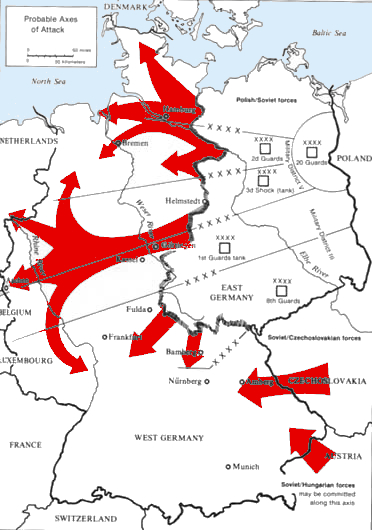 DENMARK
Probable Axes
of Attack
0 60 miles
0 30 kilometers
Baltic Sea
North Sea
Polish/Soviet forces
Hamburg
XXXX
XXXX
Bremen
2d Guards
20 Guards
NETHERLANDS
POLAND
Military District V
XXXX
3d Shock (tank)
Helmstedt
Weser River
Military District III
XXXX
Göttingen
1st Guards tank
Rhine
Kassel
Elbe River
XXXX
Aachen
EAST
GERMANY
8th Guards
BELGIUM
Fulda
Soviet/Czechoslovakian forces
Frankfurt
Bamberg
LUXEMBOURG
Nürnberg
Amberg
CZECHOSLOVAKIA
WEST GERMANY
FRANCE
AUSTRIA
Munich
Soviet/Hungarian forces
may be committed
along this axis
SWITZERLAND